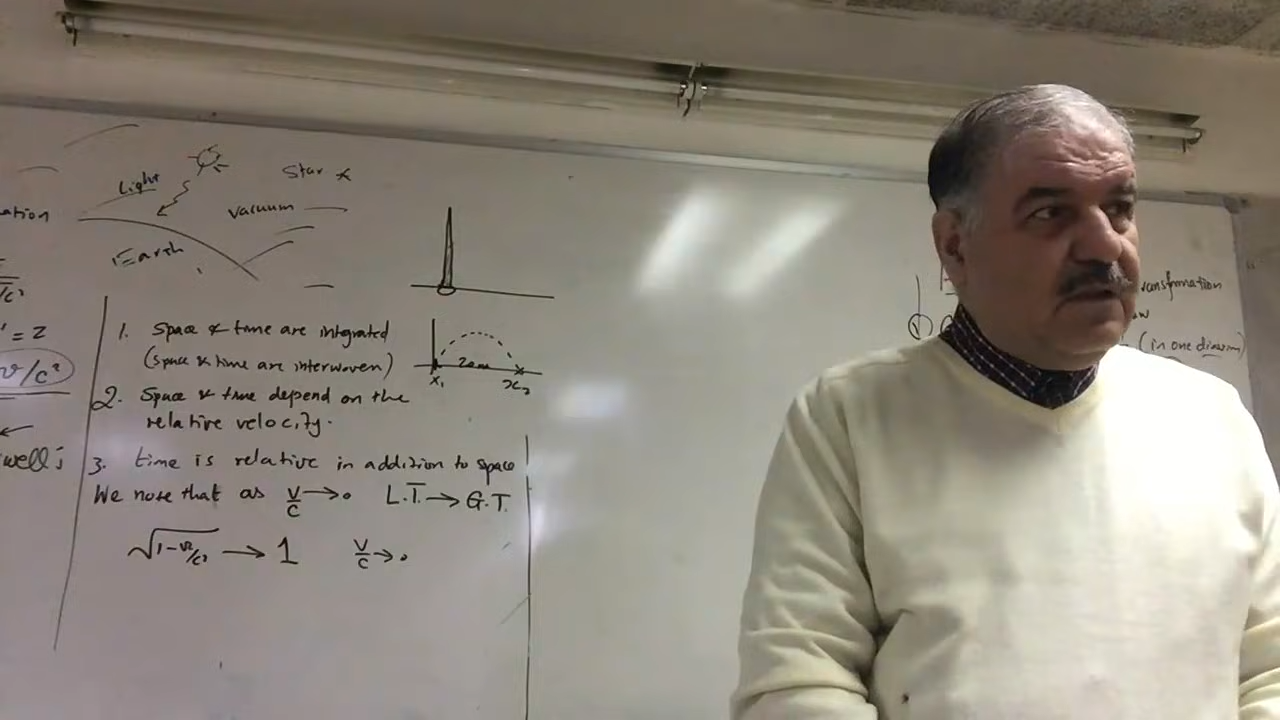 Light
Star
vacuum
Earth
1. Space & time are integrated
(space & time are interwoven)
2. Space & time depend on the
relative velocity.
3. time is relative in addition to space
We note that as V/C → 0 L.T. → G.T.
√1-v²/c² → 1 V/C → 0
x₁ x₂
' = z
v/c²
well;
ransformation
(in one dimension)